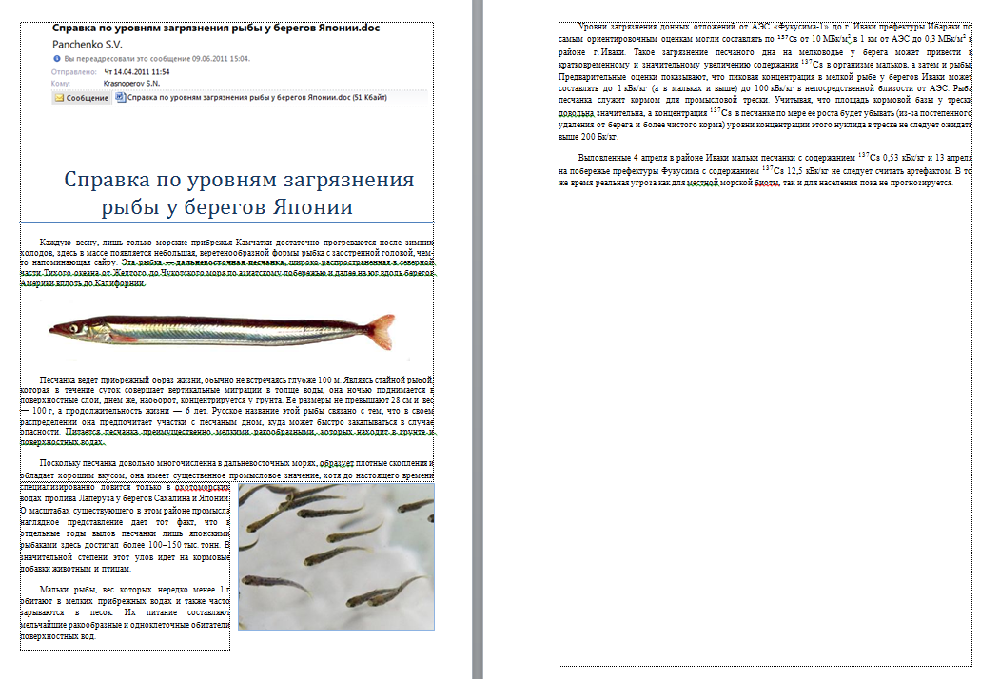 Справка по уровням загрязнения рыбы у берегов Японии.doc
Panchenko S.V.
Вы переадресовали это сообщение 09.06.2011 15:04.
Отправлено: Чт 14.04.2011 11:54
Кому: Krasnoperov S.N.
Сообщение Справка по уровням загрязнения рыбы у берегов Японии.doc (51 Кбайт)
Справка по уровням загрязнения
рыбы у берегов Японии
Каждую весну, лишь только морские прибрежья Камчатки достаточно прогреваются после зимних
холодов, здесь в массе появляется небольшая, веретенообразной формы рыбка с заостренной головой, чем-
то напоминающая сайру. Эта рыбка — дальневосточная песчанка, широко распространенная в северной
части Тихого океана от Желтого до Чукотского моря по азиатскому побережью и далее на юг вдоль берегов
Америки вплоть до Калифорнии.
Песчанка ведет прибрежный образ жизни, обычно не встречаясь глубже 100 м. Являясь стайной рыбой,
которая в течение суток совершает вертикальные миграции в толще воды, она ночью поднимается в
поверхностные слои, днем же, наоборот, концентрируется у грунта. Ее размеры не превышают 28 см и вес
— 100 г, а продолжительность жизни — 6 лет. Русское название этой рыбы связано с тем, что в своем
распределении она предпочитает участки с песчаным дном, куда может быстро закапываться в случае
опасности. Питается песчанка преимущественно мелкими ракообразными, которых находит в грунте и
поверхностных водах.
Поскольку песчанка довольно многочисленна в дальневосточных морях, образует плотные скопления и
обладает хорошим вкусом, она имеет существенное промысловое значение, хотя до настоящего времени
специализированно ловится только в охотоморских
водах пролива Лаперуза у берегов Сахалина и Японии.
О масштабах существующего в этом районе промысла
наглядное представление дает тот факт, что в
отдельные годы вылов песчанки лишь японскими
рыбаками здесь достигал более 100–150 тыс. тонн. В
значительной степени этот улов идет на кормовые
добавки животным и птицам.
Мальки рыбы, вес которых нередко менее 1 г
обитают в мелких прибрежных водах и также часто
зарываются в песок. Их питание составляют
мельчайшие ракообразные и одноклеточные обитатели
поверхностных вод.
Уровни загрязнения данных отложений от АЭС «Фукусима-1» до г. Иваки префектуры Ибараки по
самым ориентировочным оценкам могли составлять по ¹³⁷Cs от 10 МБк/м², в 1 км от АЭС до 0,3 МБк/м² в
районе г. Иваки. Такое загрязнение песчаного дна на мелководье у берега может привести к
кратковременному и значительному увеличению содержания ¹³⁷Cs в организме мальков, а затем и рыбы.
Предварительные оценки показывают, что пиковая концентрация в мелкой рыбе у берегов Иваки может
составлять до 1 кБк/кг (а в мальках и выше) до 100 кБк/кг в непосредственной близости от АЭС. Рыба
песчанка служит кормом для промысловой трески. Учитывая, что площадь кормовой базы у трески
довольна значительна, а концентрация ¹³⁷Cs в песчанке по мере ее роста будет убывать (из-за постепенного
удаления от берега и более чистого корма) уровни концентрации этого нуклида в треске не следует ожидать
выше 200 Бк/кг.
Выловленные 4 апреля в районе Иваки мальки песчанки с содержанием ¹³⁷Cs 0,53 кБк/кг и 13 апреля
на побережье префектуры Фукусима с содержанием ¹³⁷Cs 12,5 кБк/кг не следует считать артефактом. В то
же время реальная угроза как для местной морской биоты, так и для населения пока не прогнозируется.